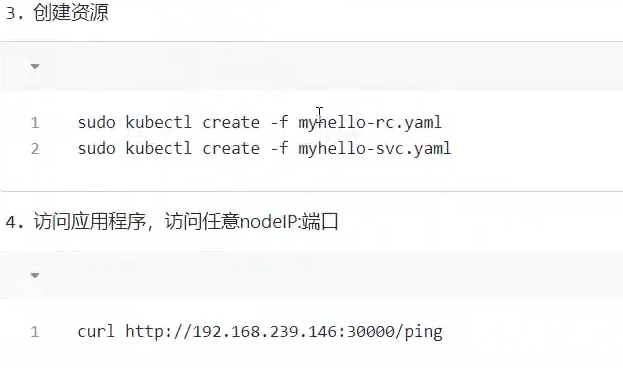 3. 创建资源
1 sudo kubectl create -f myhello-rc.yaml
2 sudo kubectl create -f myhello-svc.yaml
4. 访问应用程序，访问任意nodeIP:端口
1 curl http://192.168.239.146:30000/ping